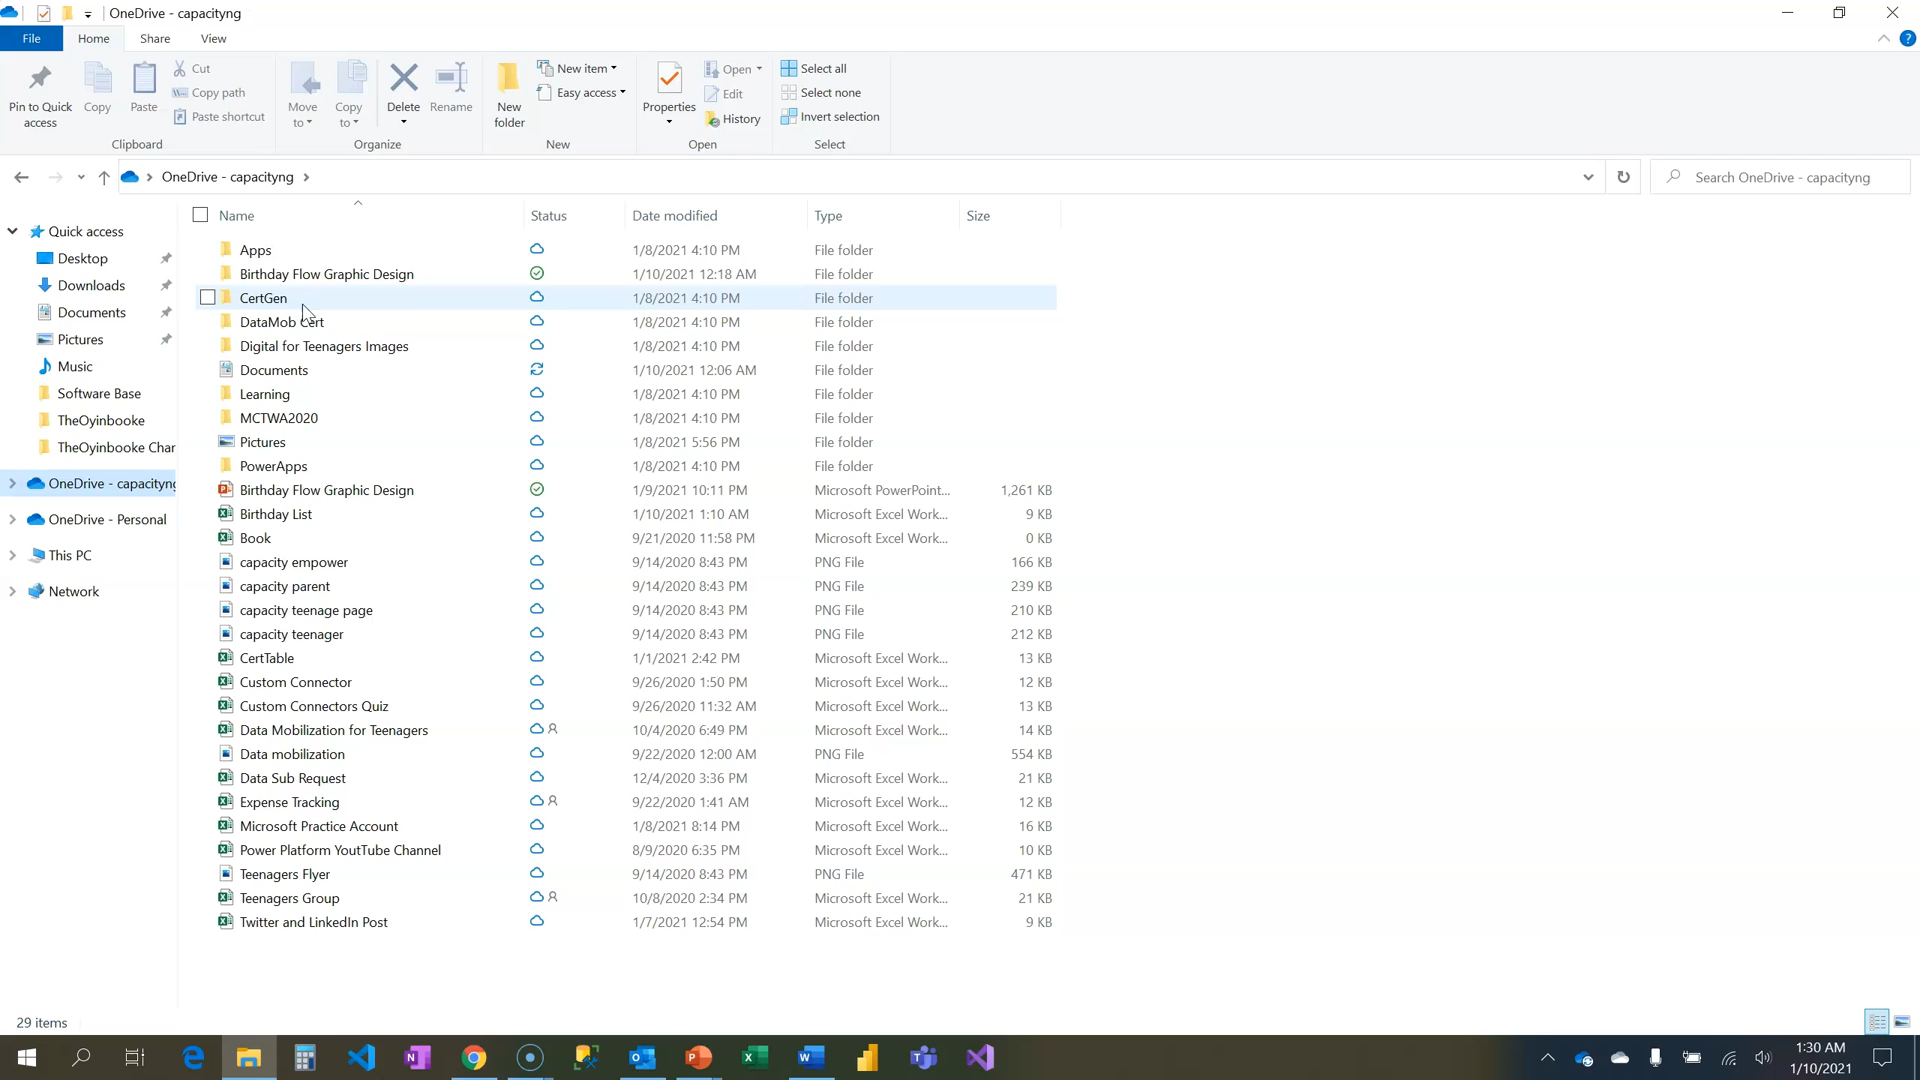 OneDrive - capacityng
File Home Share View
Pin to Quick access
Copy
Paste
Cut
Copy path
Paste shortcut
Clipboard
Move to
Copy to
Delete
Rename
Organize
New folder
New item
Easy access
New
Properties
Open
Edit
History
Open
Select all
Select none
Invert selection
Select
OneDrive - capacityng
Search OneDrive - capacityng
Quick access
Desktop
Downloads
Documents
Pictures
Music
Software Base
TheOyinbooke
TheOyinbooke Char
OneDrive - capacityng
OneDrive - Personal
This PC
Network
Name Status Date modified Type Size
Apps 1/8/2021 4:10 PM File folder
Birthday Flow Graphic Design 1/10/2021 12:18 AM File folder
CertGen 1/8/2021 4:10 PM File folder
DataMob Cert 1/8/2021 4:10 PM File folder
Digital for Teenagers Images 1/8/2021 4:10 PM File folder
Documents 1/10/2021 12:06 AM File folder
Learning 1/8/2021 4:10 PM File folder
MCTWA2020 1/8/2021 4:10 PM File folder
Pictures 1/8/2021 5:56 PM File folder
PowerApps 1/8/2021 4:10 PM File folder
Birthday Flow Graphic Design 1/9/2021 10:11 PM Microsoft PowerPoint... 1,261 KB
Birthday List 1/10/2021 1:10 AM Microsoft Excel Work... 9 KB
Book 9/21/2020 11:58 PM Microsoft Excel Work... 0 KB
capacity empower 9/14/2020 8:43 PM PNG File 166 KB
capacity parent 9/14/2020 8:43 PM PNG File 239 KB
capacity teenage page 9/14/2020 8:43 PM PNG File 210 KB
capacity teenager 9/14/2020 8:43 PM PNG File 212 KB
CertTable 1/1/2021 2:42 PM Microsoft Excel Work... 13 KB
Custom Connector 9/26/2020 1:50 PM Microsoft Excel Work... 12 KB
Custom Connectors Quiz 9/26/2020 11:32 AM Microsoft Excel Work... 13 KB
Data Mobilization for Teenagers 10/4/2020 6:49 PM Microsoft Excel Work... 14 KB
Data mobilization 9/22/2020 12:00 AM PNG File 554 KB
Data Sub Request 12/4/2020 3:36 PM Microsoft Excel Work... 21 KB
Expense Tracking 9/22/2020 1:41 AM Microsoft Excel Work... 12 KB
Microsoft Practice Account 1/8/2021 8:14 PM Microsoft Excel Work... 16 KB
Power Platform YouTube Channel 8/9/2020 6:35 PM Microsoft Excel Work... 10 KB
Teenagers Flyer 9/14/2020 8:43 PM PNG File 471 KB
Teenagers Group 10/8/2020 2:34 PM Microsoft Excel Work... 21 KB
Twitter and LinkedIn Post 1/7/2021 12:54 PM Microsoft Excel Work... 9 KB
29 items
1:30 AM
1/10/2021